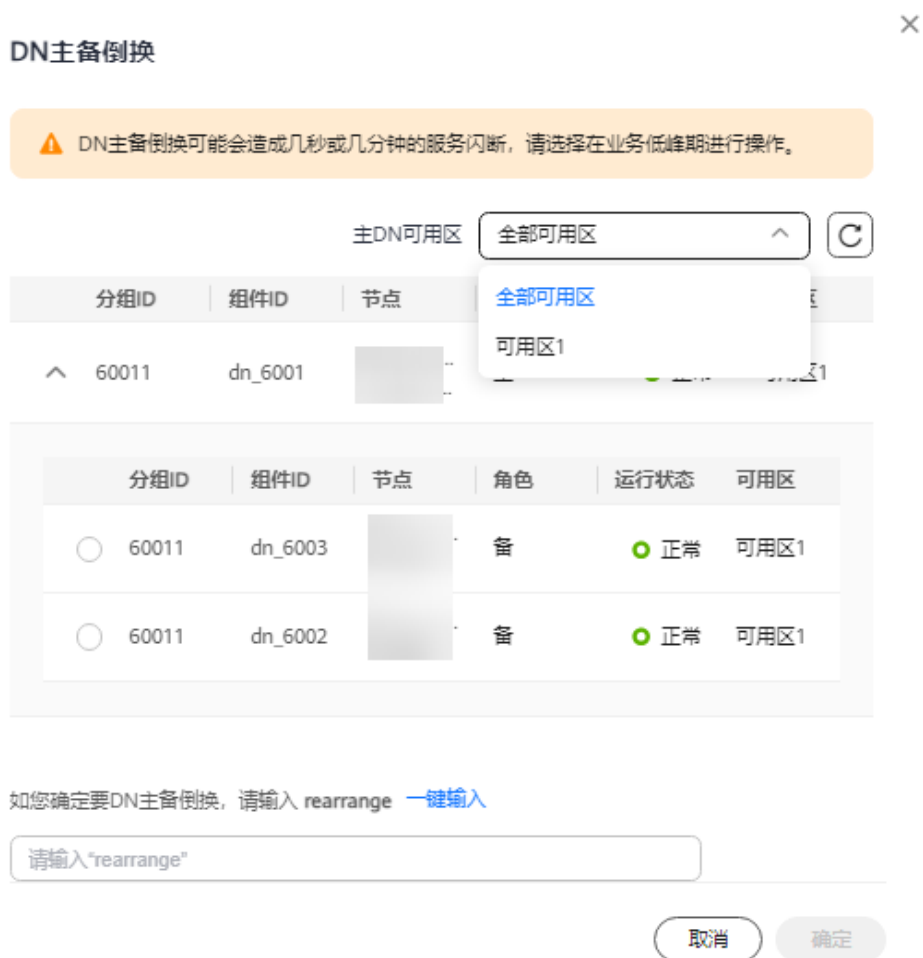 DN主备倒换
DN主备倒换可能会造成几秒或几分钟的服务闪断，请选择在业务低峰期进行操作。
主DN可用区 全部可用区
分组ID 组件ID 节点
全部可用区
可用区1
60011 dn_6001
分组ID 组件ID 节点 角色 运行状态 可用区
60011 dn_6003 备 正常 可用区1
60011 dn_6002 备 正常 可用区1
如您确定要DN主备倒换，请输入 rearrange 一键输入
请输入“rearrange”
取消 确定